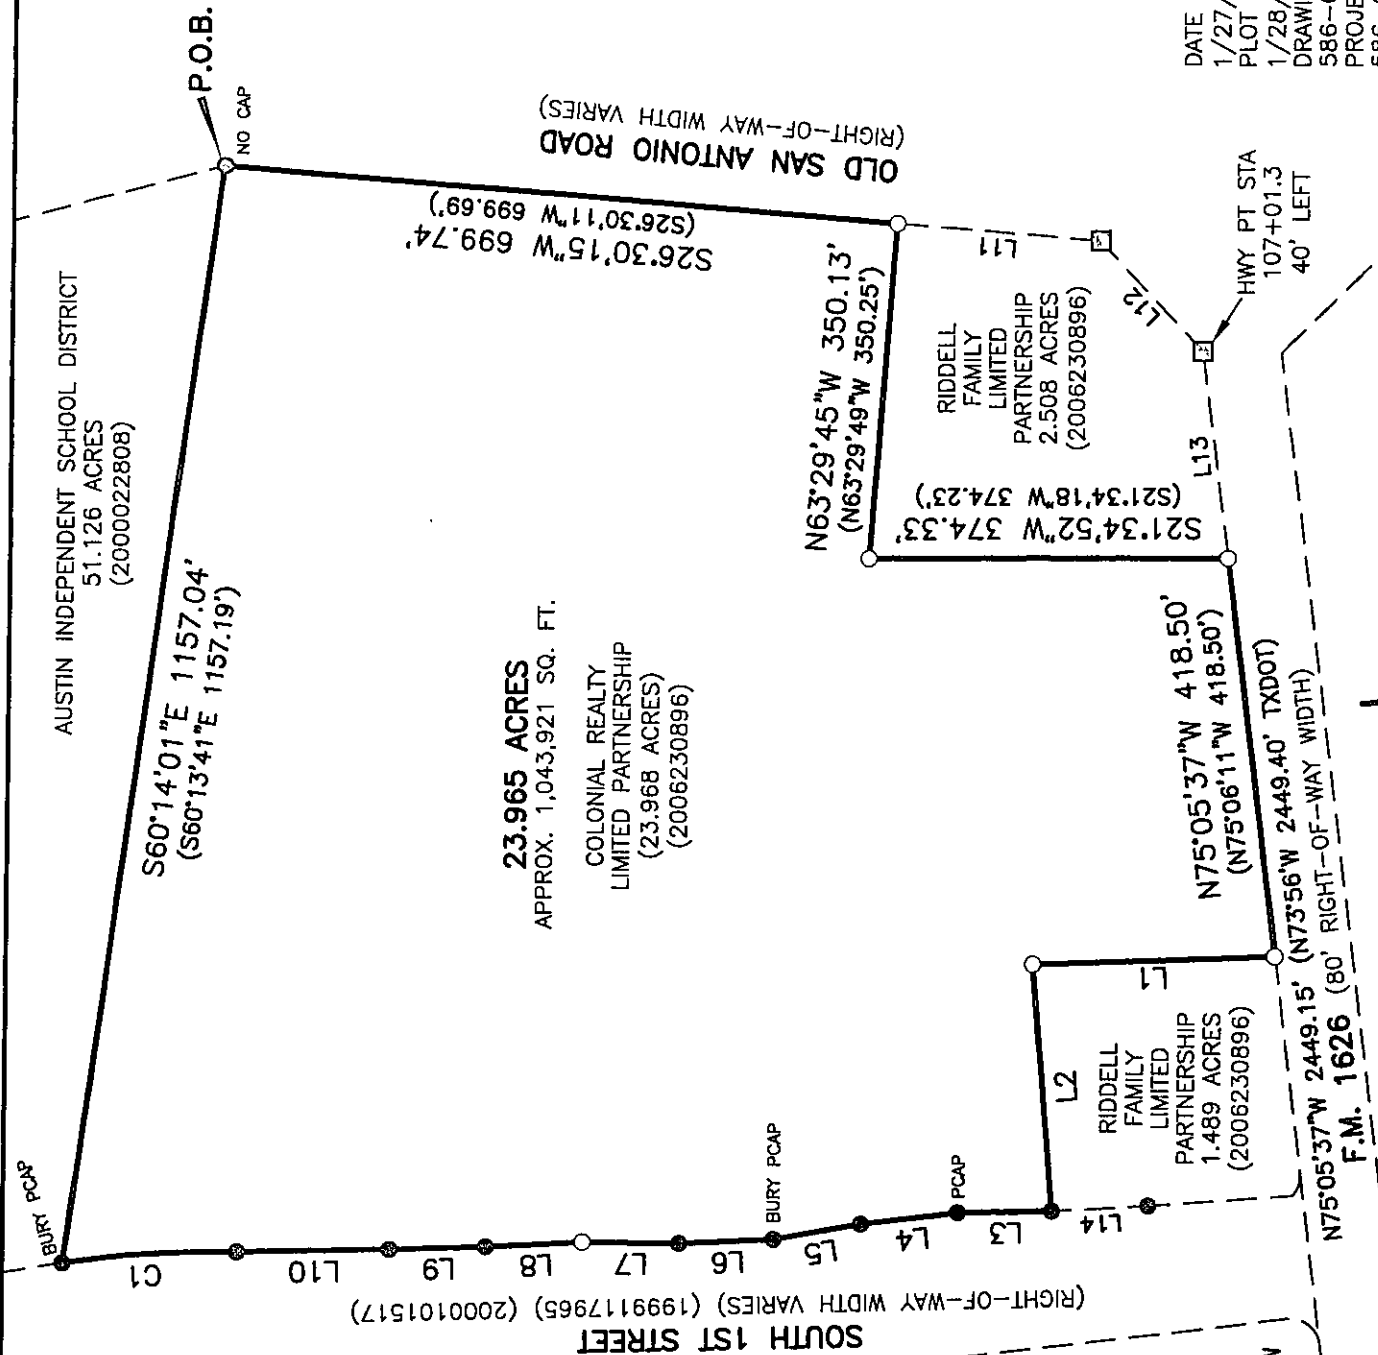 P.O.B.
NO CAP
AUSTIN INDEPENDENT SCHOOL DISTRICT
51.126 ACRES
(2000022808)
S60°14'01"E 1157.04'
(S60°13'41"E 1157.19')
OLD SAN ANTONIO ROAD
(RIGHT-OF-WAY WIDTH VARIES)
S26°30'15"W 699.74'
(S26°30'11"W 699.69')
N63°29'45"W 350.13'
(N63°29'49"W 350.25')
S21°34'52"W 374.33'
(S21°34'18"W 374.23')
RIDDELL
FAMILY
LIMITED
PARTNERSHIP
2.508 ACRES
(2006230896)
L11
L12
L13
HWY PT STA
107+01.3
40' LEFT
DATE
1/27/
PLOT
1/28/
DRAWI
586-
PROJE
23.965 ACRES
APPROX. 1,043,921 SQ. FT.
COLONIAL REALTY
LIMITED PARTNERSHIP
(23.968 ACRES)
(2006230896)
N75°05'37"W 418.50'
(N75°06'11"W 418.50')
L1
L2
RIDDELL
FAMILY
LIMITED
PARTNERSHIP
1.489 ACRES
(2006230896)
N75°05'37"W 2449.15' (N73°56'W 2449.40' TXDOT)
F.M. 1626 (80' RIGHT-OF-WAY WIDTH)
BURY PCAP
C1
L10
L9
L8
L7
L6
BURY PCAP
L5
L4
PCAP
L3
L14
SOUTH 1ST STREET
(RIGHT-OF-WAY WIDTH VARIES) (1999117965) (2000101517)